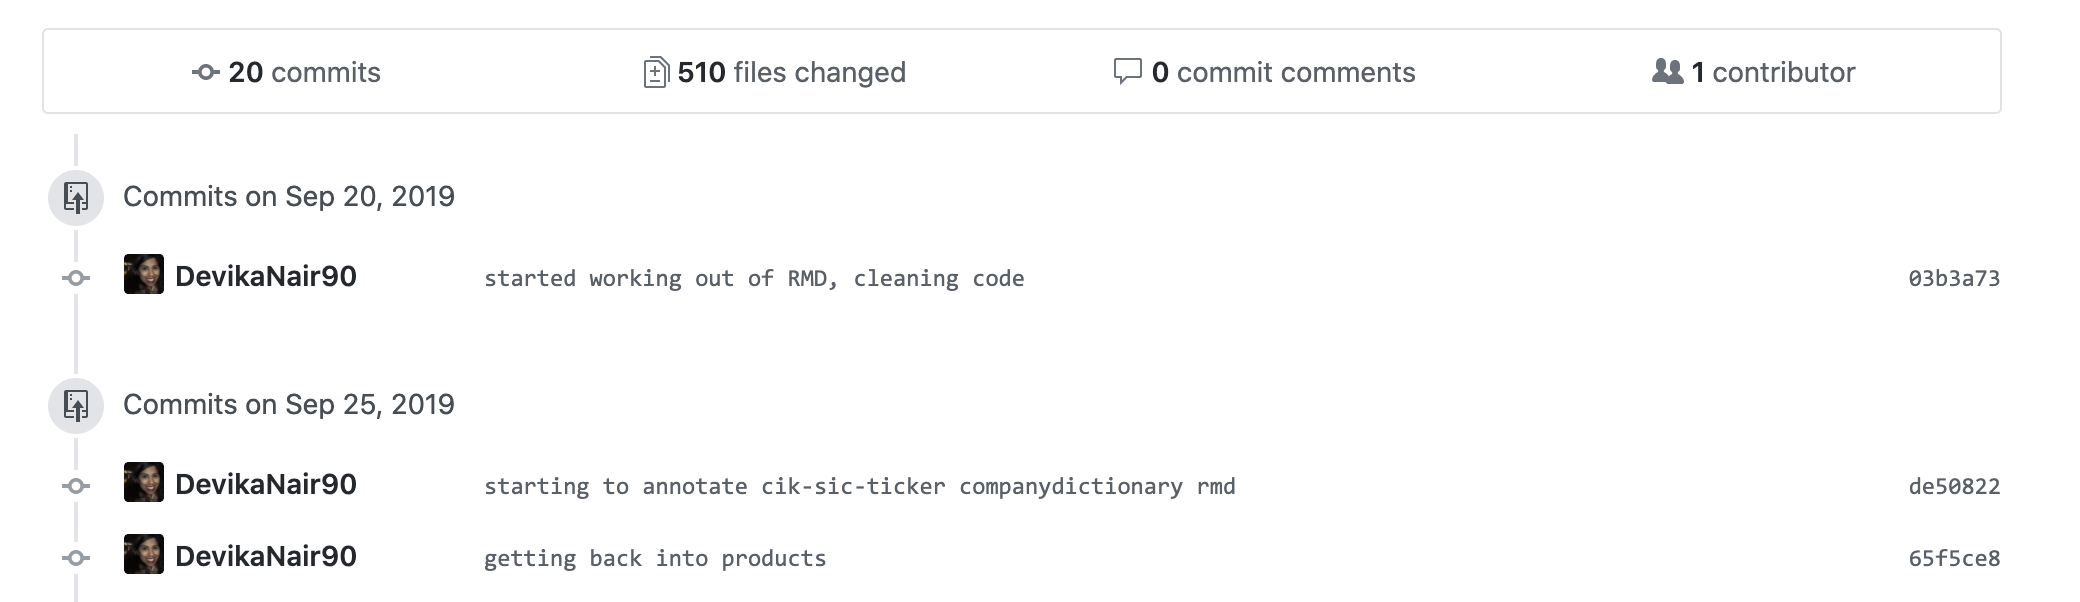 20 commits 510 files changed 0 commit comments 1 contributor
Commits on Sep 20, 2019
DevikaNair90 started working out of RMD, cleaning code 03b3a73
Commits on Sep 25, 2019
DevikaNair90 starting to annotate cik-sic-ticker companydictionary rmd de50822
DevikaNair90 getting back into products 65f5ce8